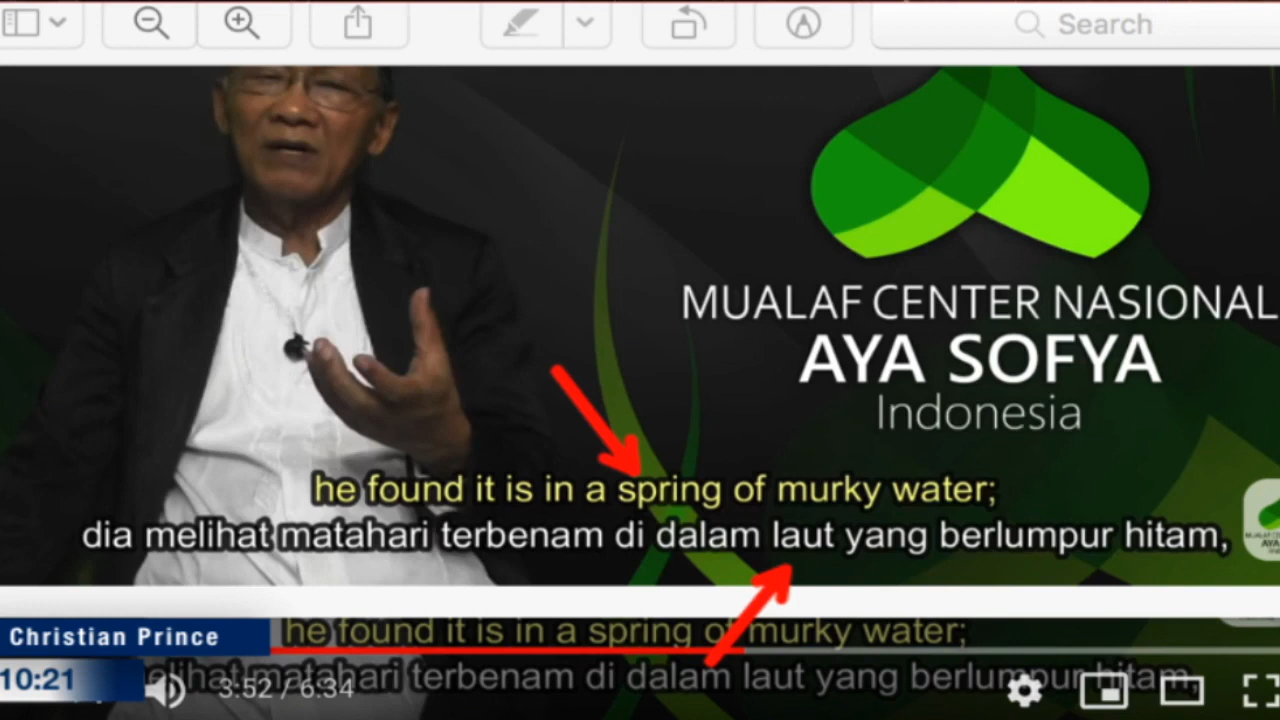 Search
MUALAF CENTER NASIONAL
AYA SOFYA
Indonesia
he found it is in a spring of murky water;
dia melihat matahari terbenam di dalam laut yang berlumpur hitam,
Christian Prince
he found it is in a spring of murky water;
10:21
matahari terbenam di dalam laut yang berlumpur hitam,
3:52 / 6:34